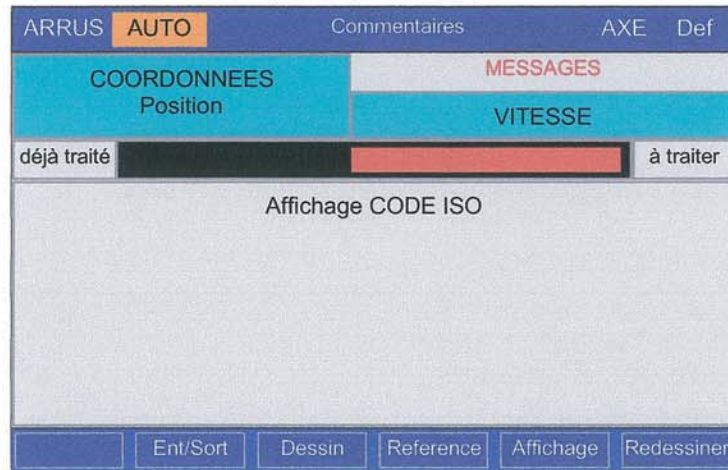 ARRUS AUTO Commentaires AXE Def
COORDONNEES
Position
MESSAGES
VITESSE
déjà traité
à traiter
Affichage CODE ISO
Ent/Sort Dessin Reference Affichage Redessiner